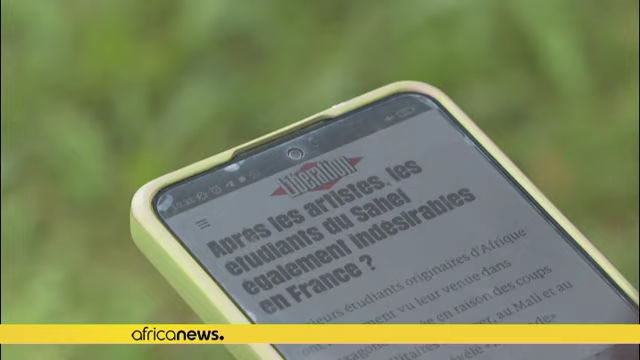 Libération
Après les artistes, les
étudiants du Sahel
également indésirables
en France ?
étudiants originaires d'Afrique
vu leur venue dans
en raison des coups
au Mali et au
africanews.